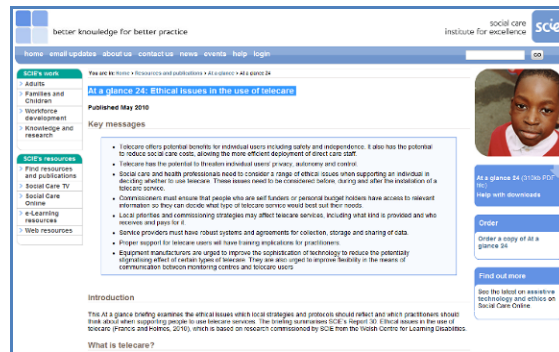 better knowledge for better practice
social care
institute for excellence
scie
home email updates about us contact us news events help login
GO
SCIE's work
Adults
Families and
Children
Workforce
development
Knowledge and
research
SCIE's resources
Find resources
and publications
Social Care TV
Social Care
Online
e-Learning
resources
Web resources
You are in: Home > Resources and publications > At a glance > At a glance 24
At a glance 24: Ethical issues in the use of telecare
Published May 2010
Key messages
Telecare offers potential benefits for individual users including safety and independence. It also has the potential
to reduce social care costs, allowing the more efficient deployment of direct care staff.
Telecare has the potential to threaten individual users' privacy, autonomy and control.
Social care and health professionals need to consider a range of ethical issues when supporting an individual in
deciding whether to use telecare. These issues need to be considered before, during and after the installation of a
telecare service.
Commissioners must ensure that people who are self funders or personal budget holders have access to relevant
information so they can decide what type of telecare service would best suit their needs.
Local priorities and commissioning strategies may affect telecare services, including what kind is provided and who
receives and pays for it.
Service providers must have robust systems and agreements for collection, storage and sharing of data.
Proper support for telecare users will have training implications for practitioners.
Equipment manufacturers are urged to improve the sophistication of technology to reduce the potentially
stigmatising effect of certain types of telecare. They are also urged to improve flexibility in the means of
communication between monitoring centres and telecare users
Introduction
This At a glance briefing examines the ethical issues which local strategies and protocols should reflect and which practitioners should
think about when supporting people to use telecare services. The briefing summarises SCIE's Report 30: Ethical issues in the use of
telecare (Francis and Holmes, 2010), which is based on research commissioned by SCIE from the Welsh Centre for Learning Disabilities.
What is telecare?
At a glance 24 (310kb PDF
file)
Help with downloads
Order
Order a copy of At a
glance 24
Find out more
See the latest on assistive
technology and ethics on
Social Care Online